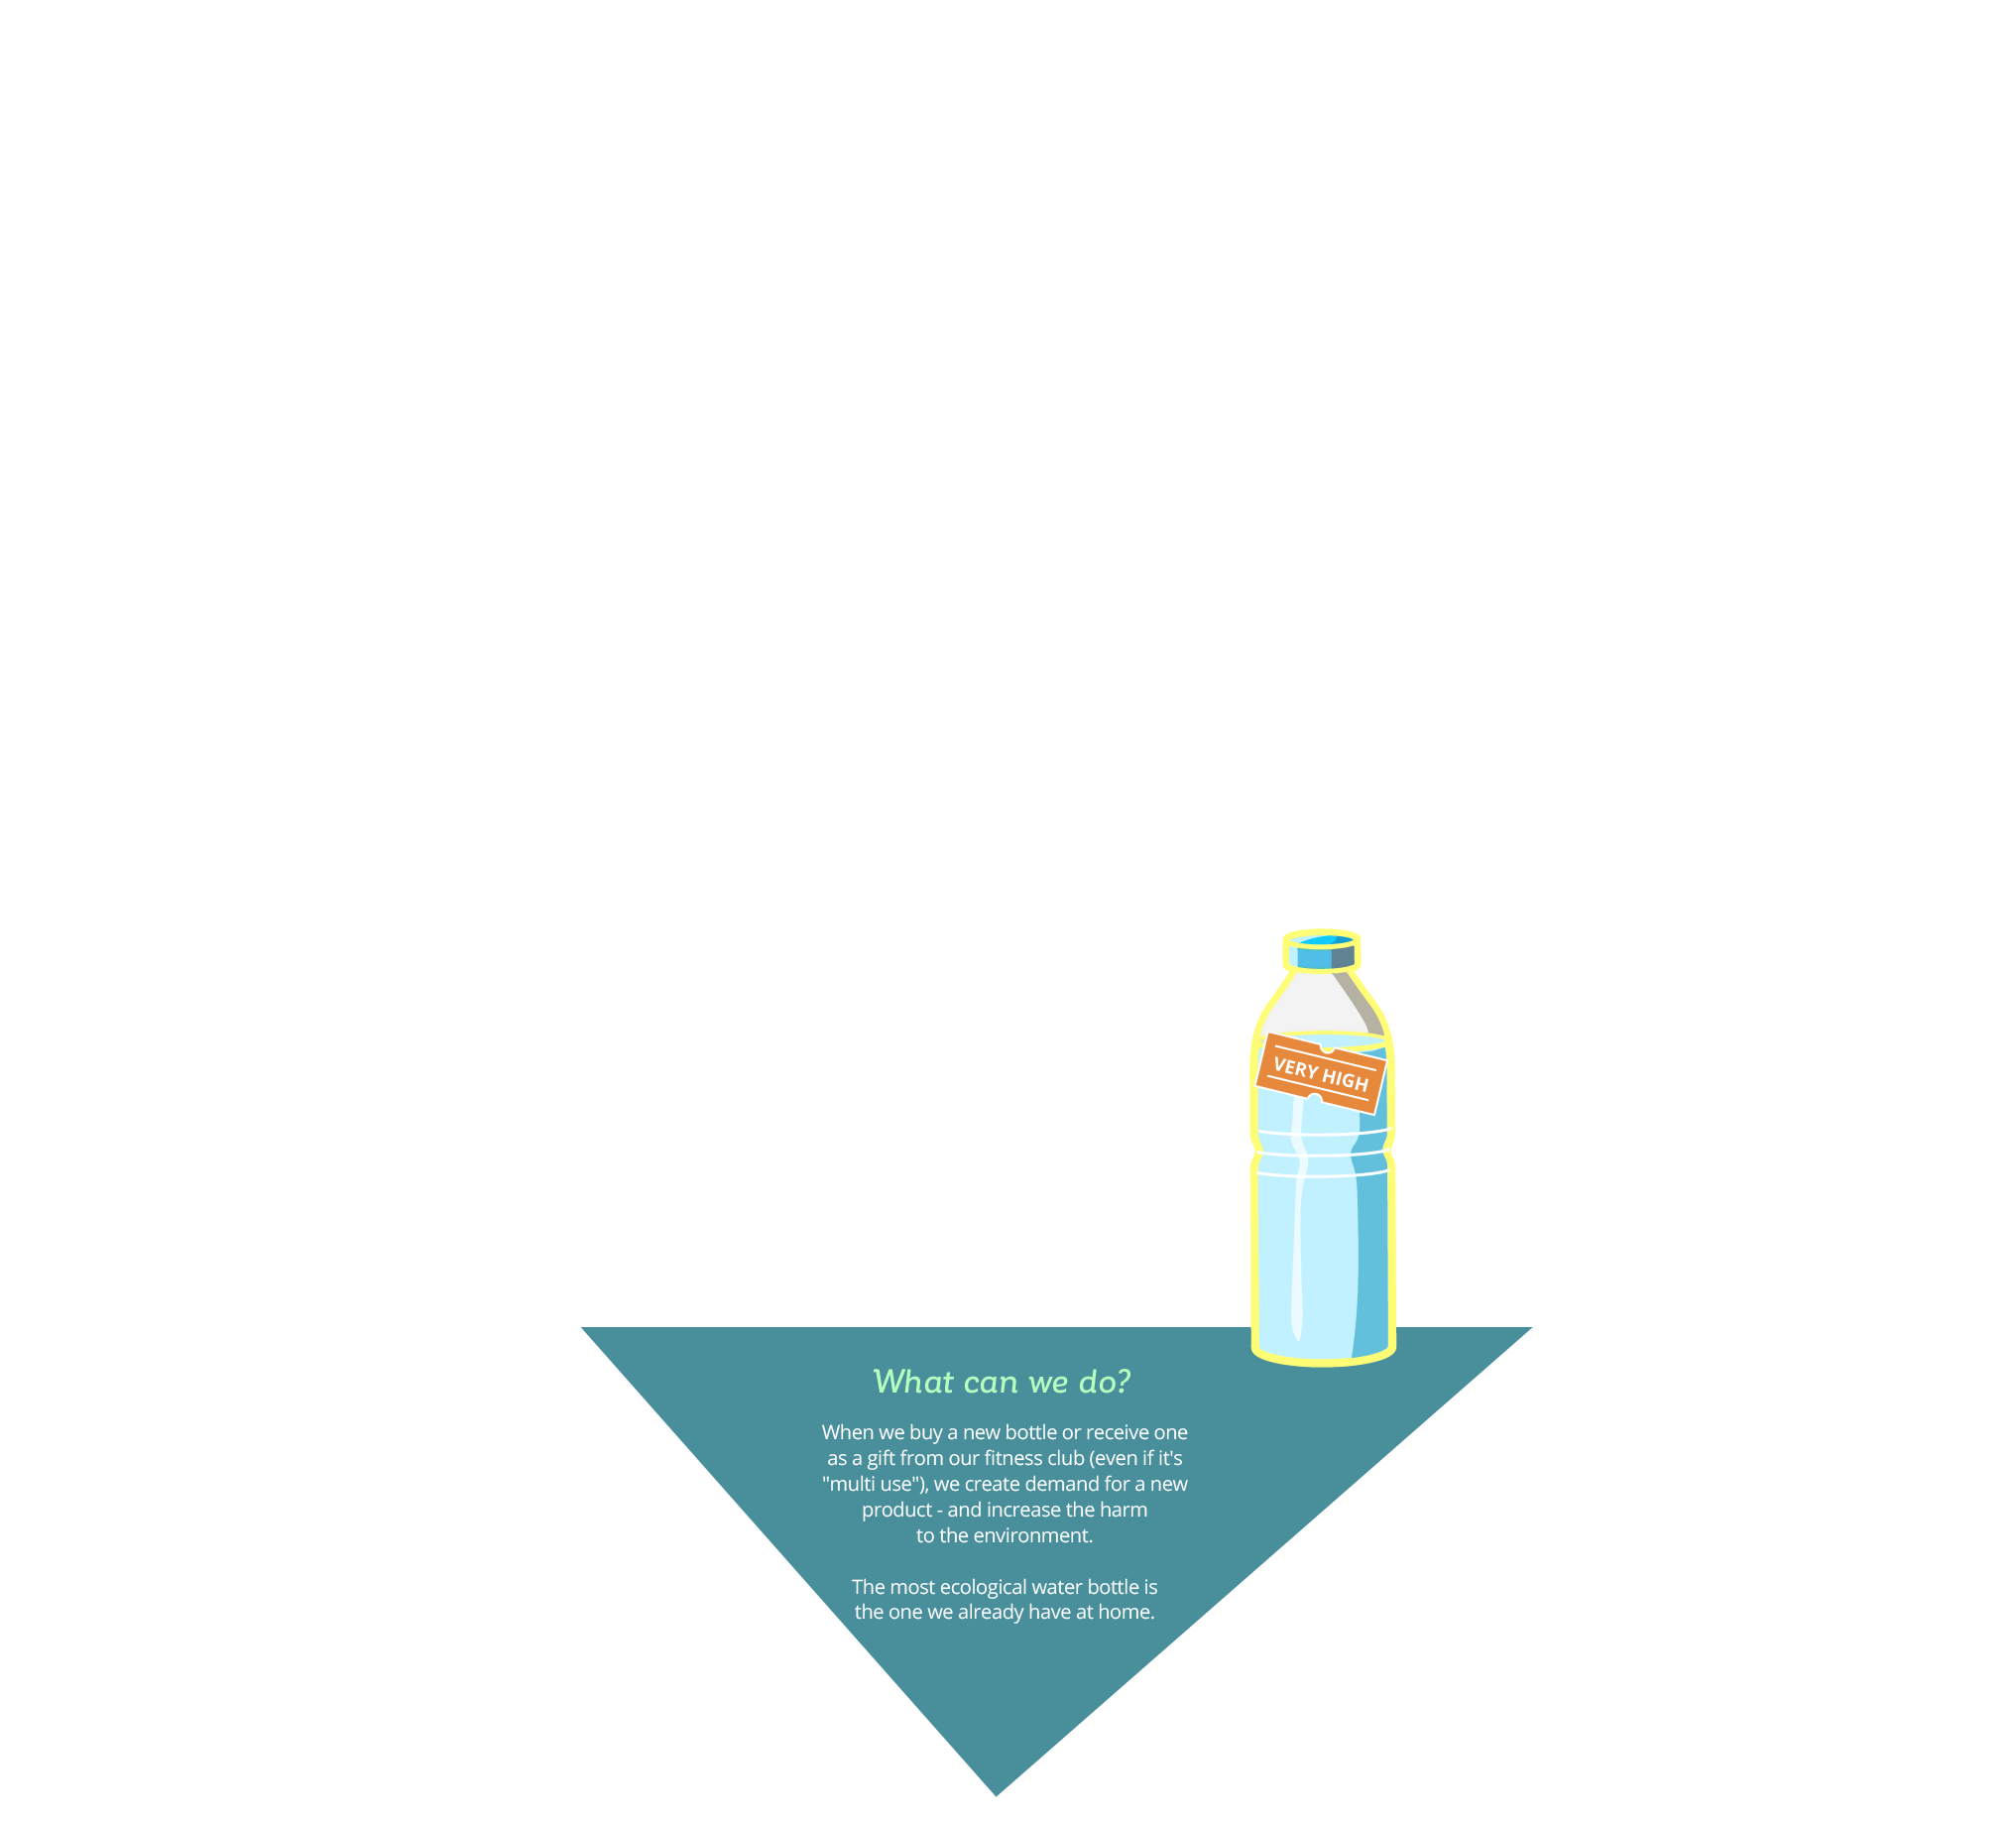 VERY HIGH
What can we do?
When we buy a new bottle or receive one
as a gift from our fitness club (even if it's
"multi use"), we create demand for a new
product - and increase the harm
to the environment.
The most ecological water bottle is
the one we already have at home.